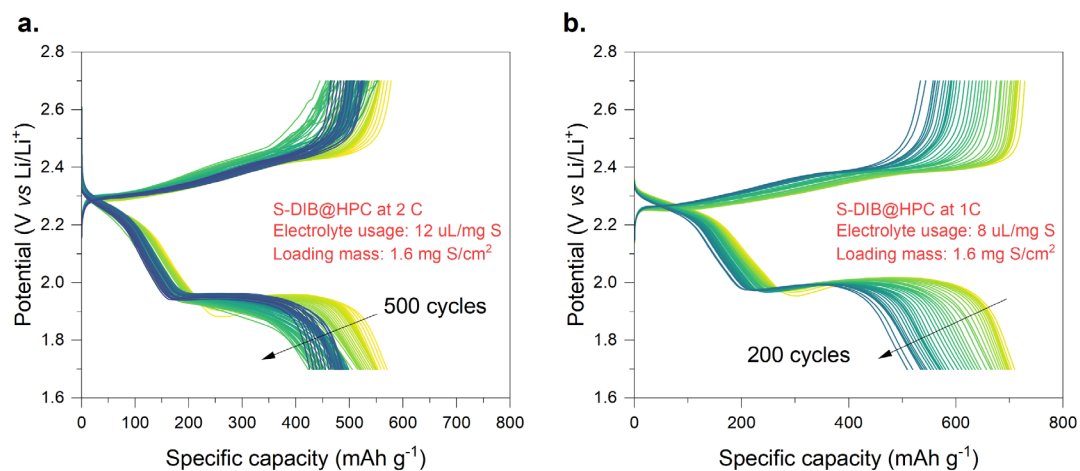 a.
2.8
2.6
2.4
2.2
2.0
1.8
1.6
Potential (V vs Li/Li⁺)
S-DIB@HPC at 2 C
Electrolyte usage: 12 uL/mg S
Loading mass: 1.6 mg S/cm²
500 cycles
0 100 200 300 400 500 600 700 800
Specific capacity (mAh g⁻¹)
b.
2.8
2.6
2.4
2.2
2.0
1.8
1.6
Potential (V vs Li/Li⁺)
S-DIB@HPC at 1C
Electrolyte usage: 8 uL/mg S
Loading mass: 1.6 mg S/cm²
200 cycles
0 200 400 600 800
Specific capacity (mAh g⁻¹)